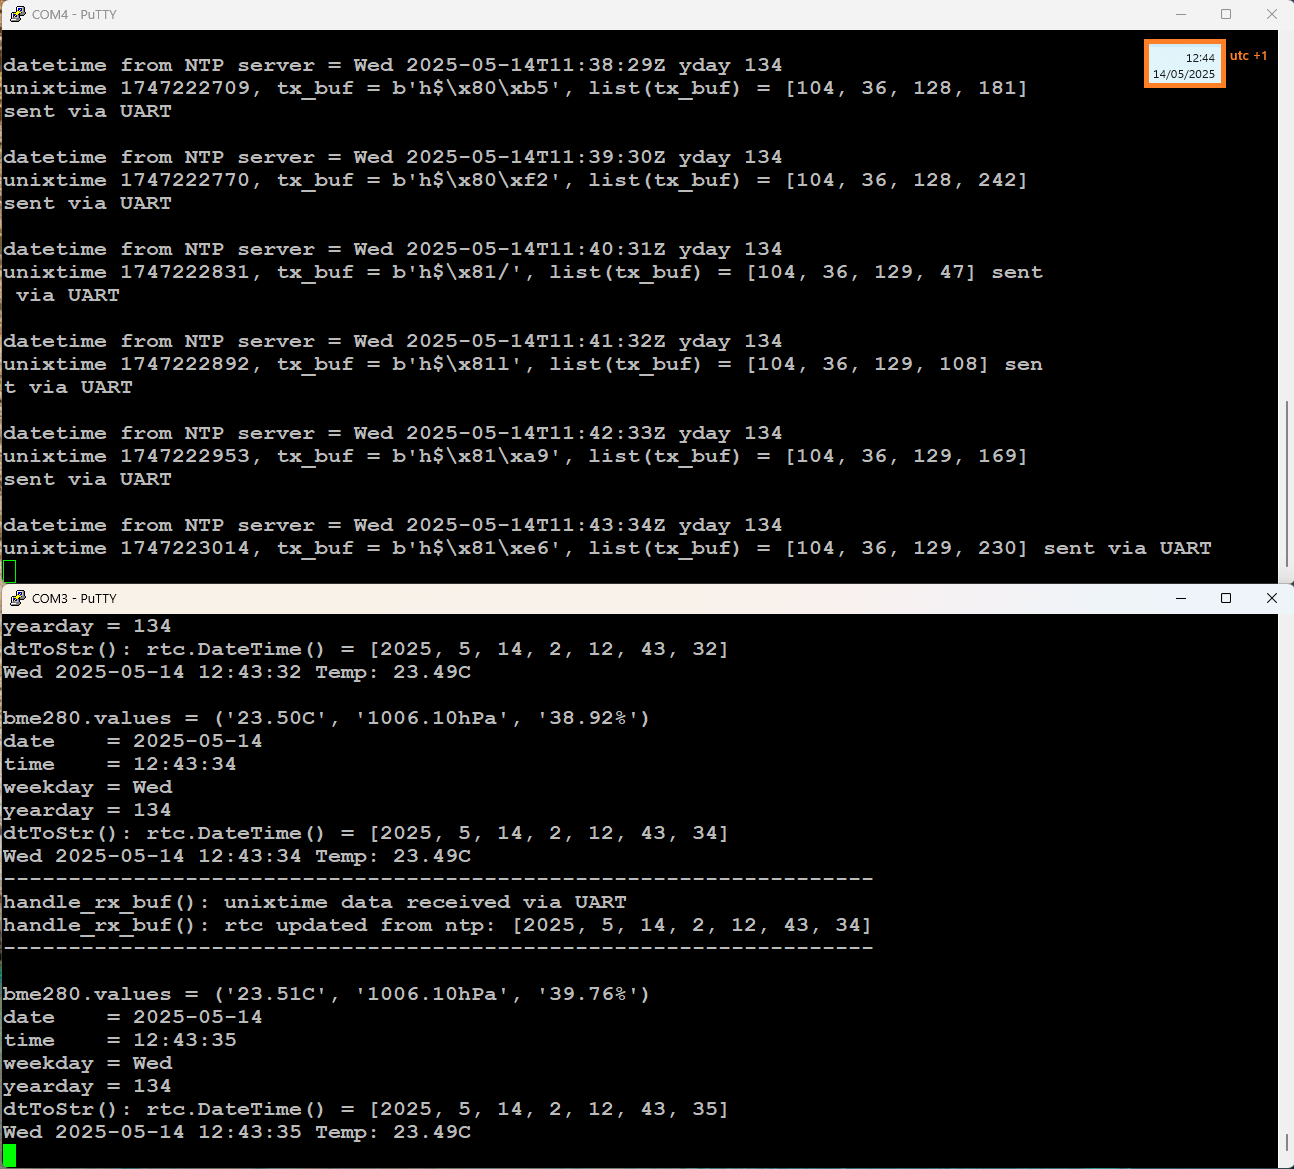 COM4 - PuTTY
12:44
14/05/2025
utc +1
datetime from NTP server = Wed 2025-05-14T11:38:29Z yday 134
unixtime 1747222709, tx_buf = b'h$\x80\xb5', list(tx_buf) = [104, 36, 128, 181]
sent via UART
datetime from NTP server = Wed 2025-05-14T11:39:30Z yday 134
unixtime 1747222770, tx_buf = b'h$\x80\xf2', list(tx_buf) = [104, 36, 128, 242]
sent via UART
datetime from NTP server = Wed 2025-05-14T11:40:31Z yday 134
unixtime 1747222831, tx_buf = b'h$\x81/', list(tx_buf) = [104, 36, 129, 47] sent
 via UART
datetime from NTP server = Wed 2025-05-14T11:41:32Z yday 134
unixtime 1747222892, tx_buf = b'h$\x81l', list(tx_buf) = [104, 36, 129, 108] sen
t via UART
datetime from NTP server = Wed 2025-05-14T11:42:33Z yday 134
unixtime 1747222953, tx_buf = b'h$\x81\xa9', list(tx_buf) = [104, 36, 129, 169]
sent via UART
datetime from NTP server = Wed 2025-05-14T11:43:34Z yday 134
unixtime 1747223014, tx_buf = b'h$\x81\xe6', list(tx_buf) = [104, 36, 129, 230] sent via UART
COM3 - PuTTY
yearday = 134
dtToStr(): rtc.DateTime() = [2025, 5, 14, 2, 12, 43, 32]
Wed 2025-05-14 12:43:32 Temp: 23.49C
bme280.values = ('23.50C', '1006.10hPa', '38.92%')
date    = 2025-05-14
time    = 12:43:34
weekday = Wed
yearday = 134
dtToStr(): rtc.DateTime() = [2025, 5, 14, 2, 12, 43, 34]
Wed 2025-05-14 12:43:34 Temp: 23.49C
-------------------------------------------------------------------
handle_rx_buf(): unixtime data received via UART
handle_rx_buf(): rtc updated from ntp: [2025, 5, 14, 2, 12, 43, 34]
-------------------------------------------------------------------
bme280.values = ('23.51C', '1006.10hPa', '39.76%')
date    = 2025-05-14
time    = 12:43:35
weekday = Wed
yearday = 134
dtToStr(): rtc.DateTime() = [2025, 5, 14, 2, 12, 43, 35]
Wed 2025-05-14 12:43:35 Temp: 23.49C